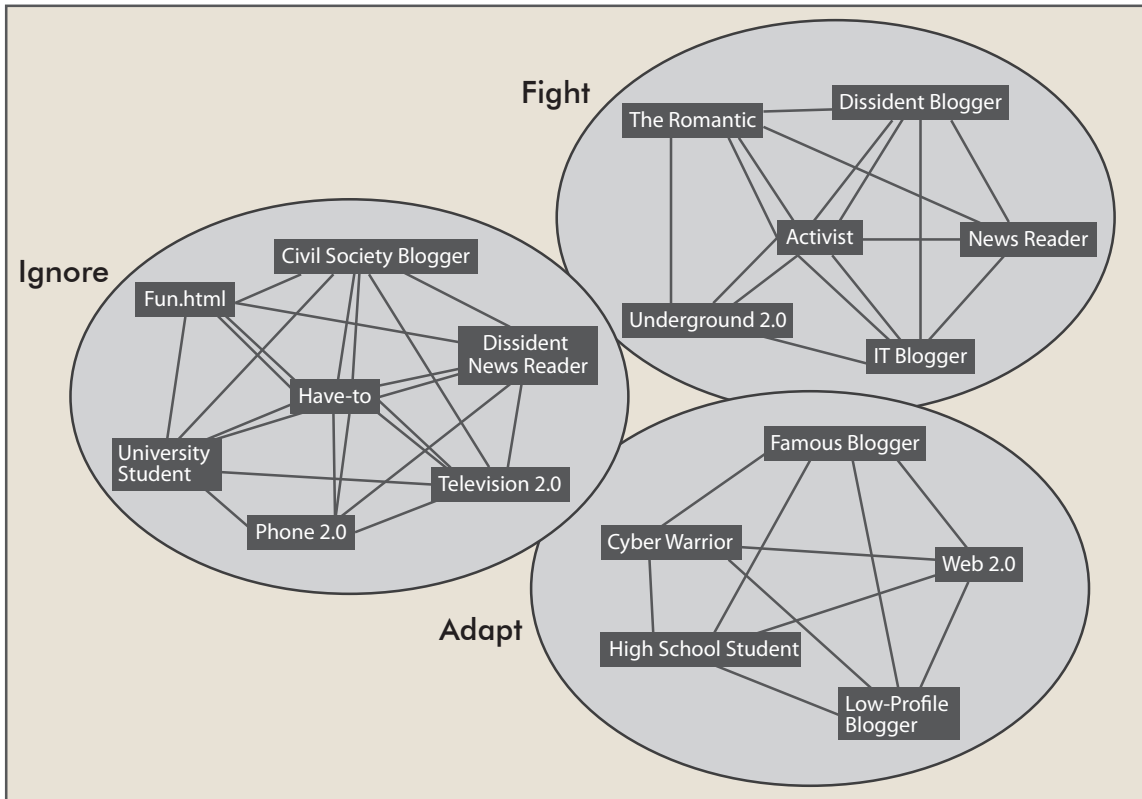 Fight
The Romantic
Dissident Blogger
Activist
News Reader
Underground 2.0
IT Blogger
Ignore
Civil Society Blogger
Fun.html
Dissident
News Reader
Have-to
University
Student
Television 2.0
Phone 2.0
Adapt
Famous Blogger
Cyber Warrior
Web 2.0
High School Student
Low-Profile
Blogger